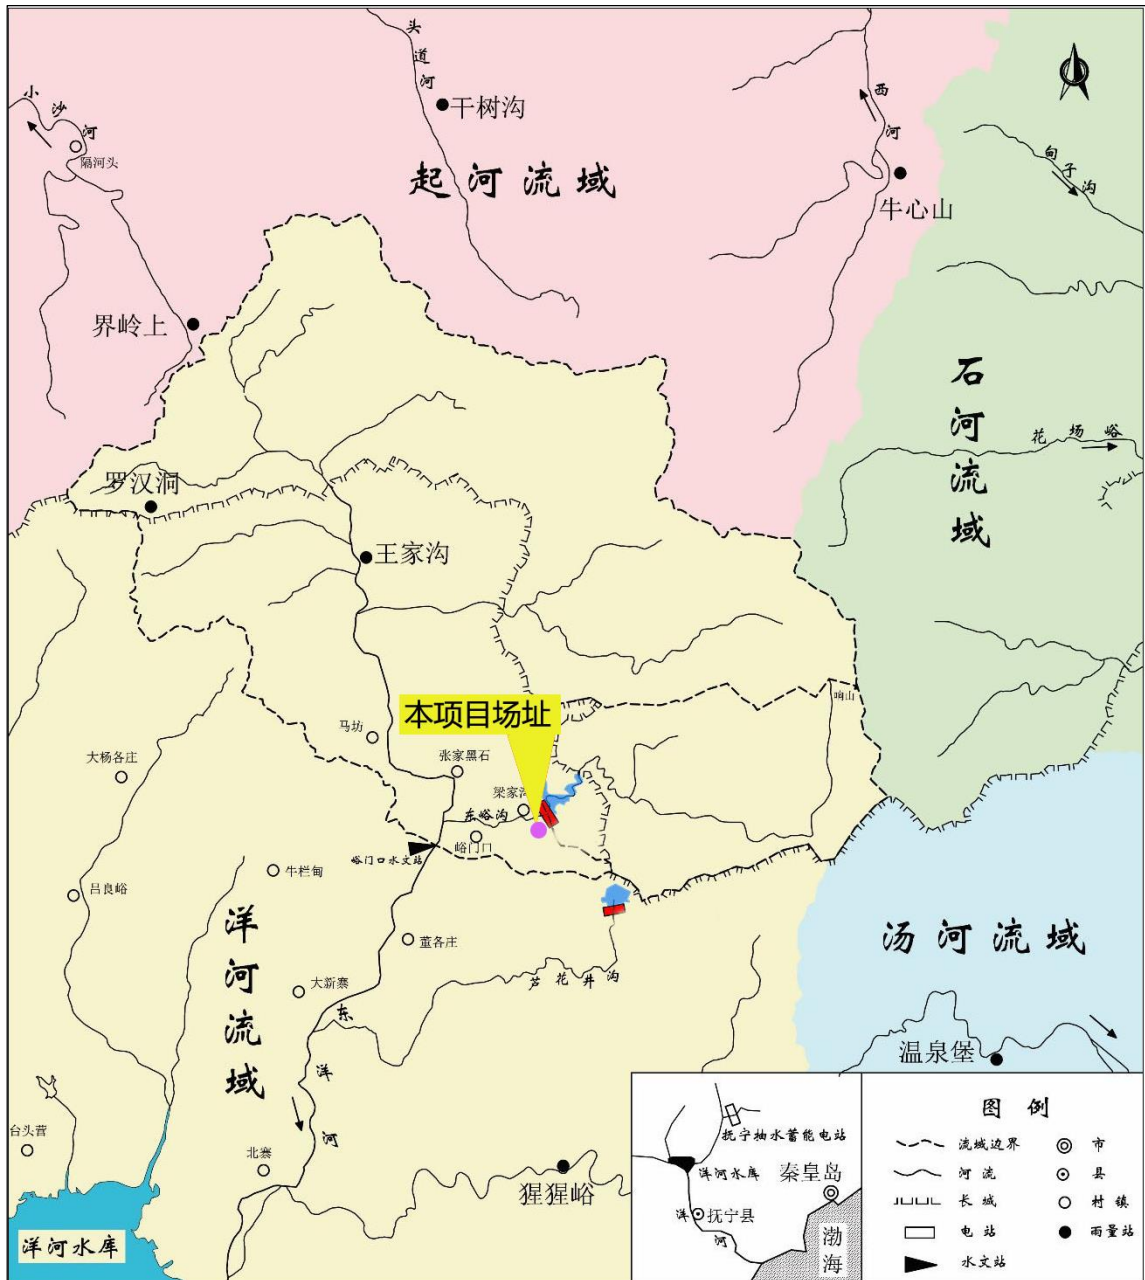 头道河
小沙河
隔河头
干树沟
西河
起河流域
牛心山
甸子沟
界岭上
石河流域
花场峪
罗汉洞
王家沟
响山
本项目场址
马坊
张家黑石
大杨各庄
梁家湾
东峪沟
峪门口
峪门口水文站
牛栏甸
吕良峪
洋河流域
董各庄
汤河流域
芦花井沟
大新寨
东洋河
温泉堡
台头营
北寨
猩猩峪
洋河水库
抚宁抽水蓄能电站
洋河水库
秦皇岛
抚宁县
洋河
渤海
图例
流域边界
市
河流
县
长城
村镇
电站
雨量站
水文站